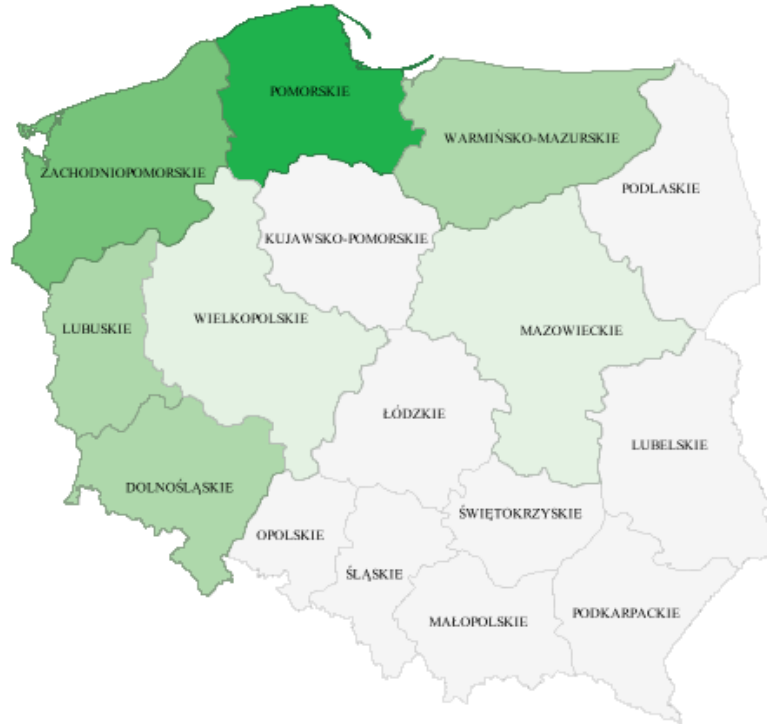 POMORSKIE
WARMIŃSKO-MAZURSKIE
ZACHODNIOPOMORSKIE
PODLASKIE
KUJAWSKO-POMORSKIE
WIELKOPOLSKIE
LUBUSKIE
MAZOWIECKIE
ŁÓDZKIE
LUBELSKIE
DOLNOŚLĄSKIE
ŚWIĘTOKRZYSKIE
OPOLSKIE
ŚLĄSKIE
PODKARPACKIE
MAŁOPOLSKIE